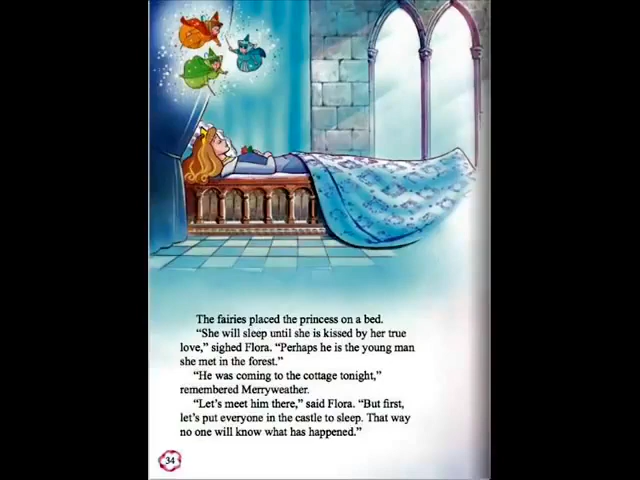 The fairies placed the princess on a bed.
“She will sleep until she is kissed by her true
love,” sighed Flora. “Perhaps he is the young man
she met in the forest.”
“He was coming to the cottage tonight,”
remembered Merryweather.
“Let’s meet him there,” said Flora. “But first,
let’s put everyone in the castle to sleep. That way
no one will know what has happened.”
34